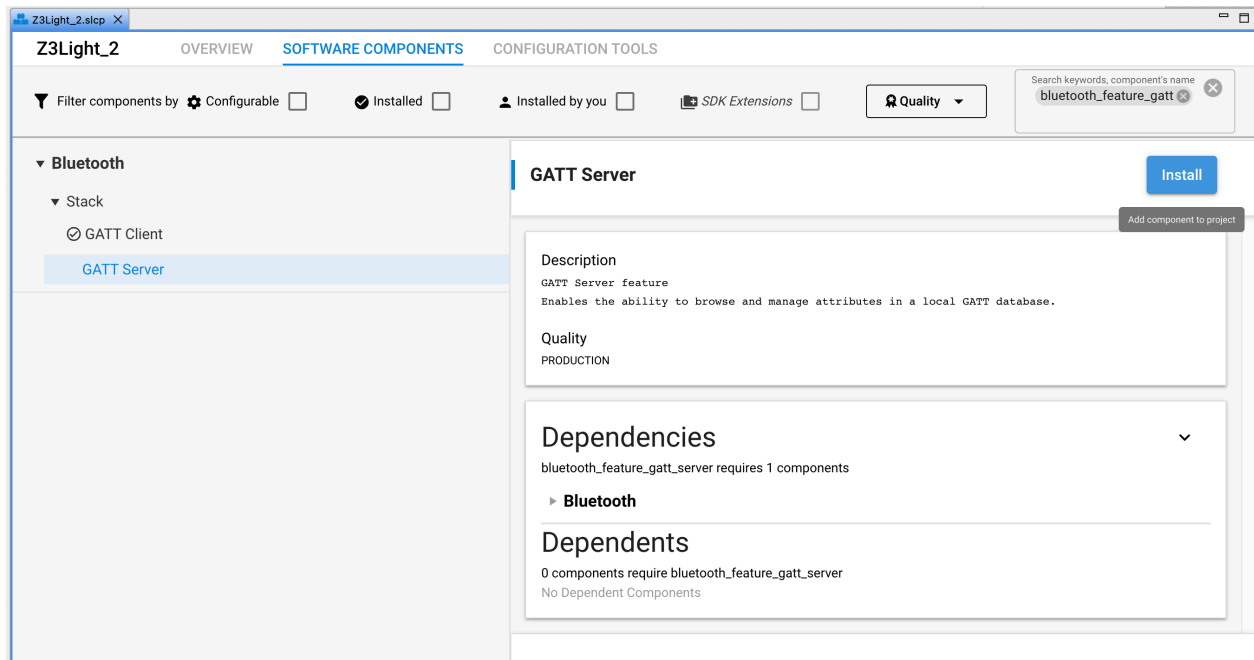 Z3Light_2.slcp
Z3Light_2 OVERVIEW SOFTWARE COMPONENTS CONFIGURATION TOOLS
Filter components by Configurable Installed Installed by you SDK Extensions Quality
Search keywords, component's name
bluetooth_feature_gatt
Bluetooth
Stack
GATT Client
GATT Server
GATT Server
Install
Add component to project
Description
GATT Server feature
Enables the ability to browse and manage attributes in a local GATT database.
Quality
PRODUCTION
Dependencies
bluetooth_feature_gatt_server requires 1 components
Bluetooth
Dependents
0 components require bluetooth_feature_gatt_server
No Dependent Components